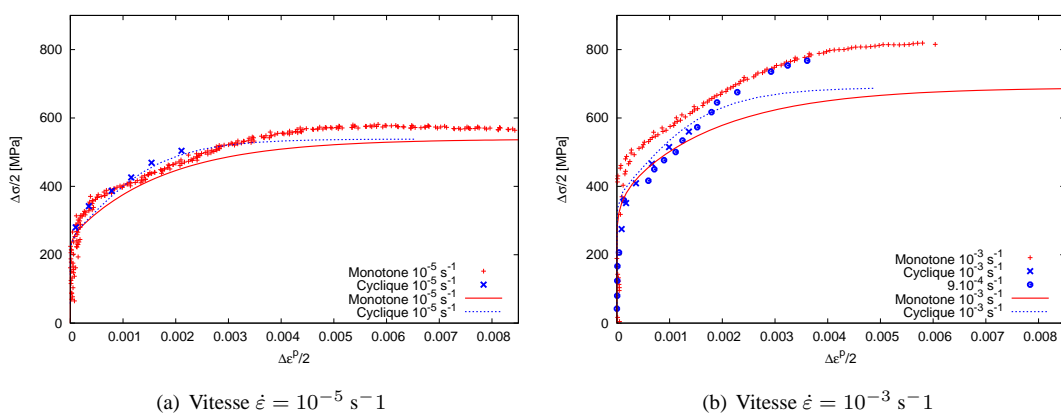 800
600
400
200
0
Δσ/2 [MPa]
0 0.001 0.002 0.003 0.004 0.005 0.006 0.007 0.008
Δεᵖ/2
Monotone 10⁻⁵ s⁻¹
Cyclique 10⁻⁵ s⁻¹
Monotone 10⁻⁵ s⁻¹
Cyclique 10⁻⁵ s⁻¹
(a) Vitesse ε̇ = 10⁻⁵ s⁻1
800
600
400
200
0
Δσ/2 [MPa]
0 0.001 0.002 0.003 0.004 0.005 0.006 0.007 0.008
Δεᵖ/2
Monotone 10⁻³ s⁻¹
Cyclique 10⁻³ s⁻¹
9.10⁻⁴ s⁻¹
Monotone 10⁻³ s⁻¹
Cyclique 10⁻³ s⁻¹
(b) Vitesse ε̇ = 10⁻³ s⁻1